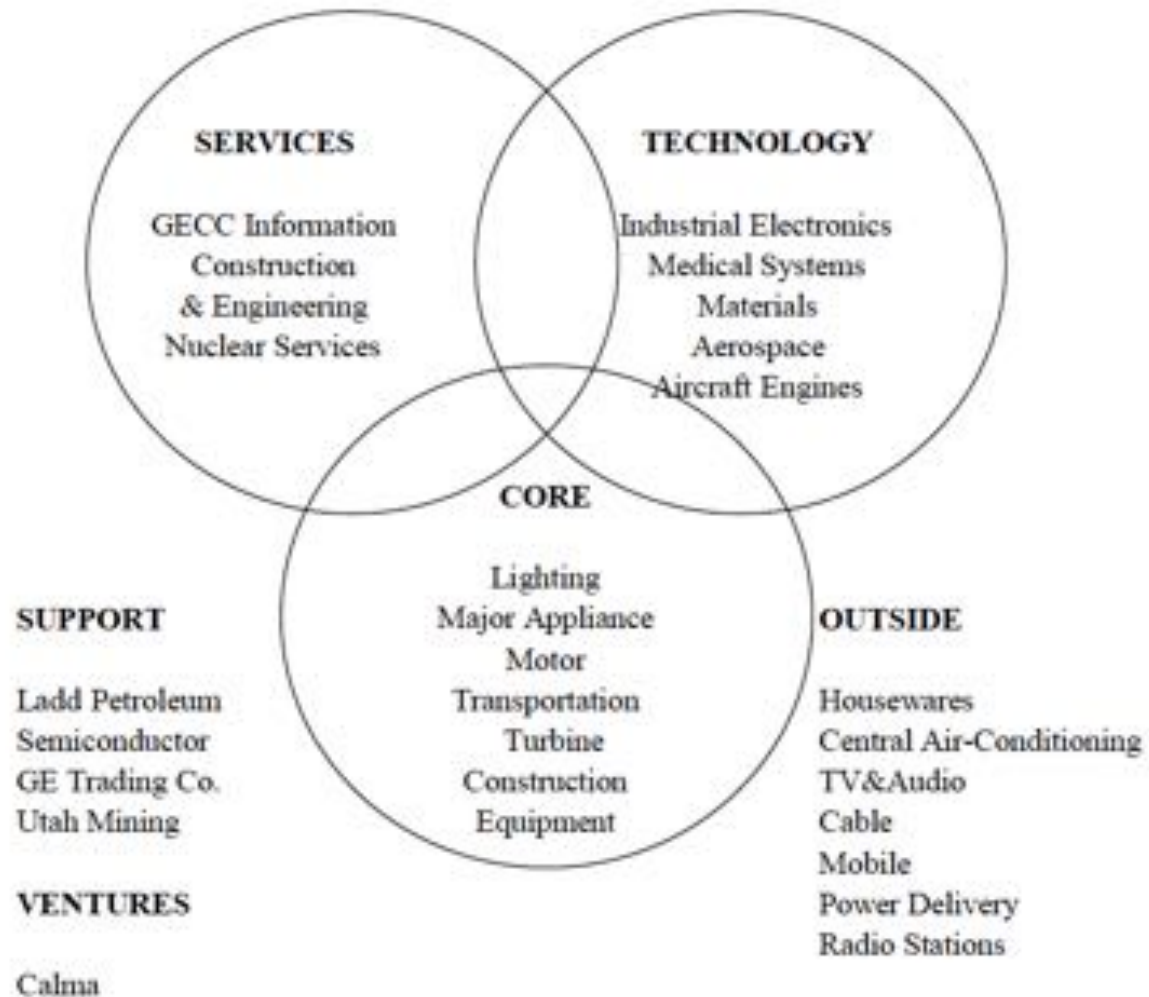 SERVICES
GECC Information
Construction
& Engineering
Nuclear Services
TECHNOLOGY
Industrial Electronics
Medical Systems
Materials
Aerospace
Aircraft Engines
CORE
Lighting
Major Appliance
Motor
Transportation
Turbine
Construction
Equipment
SUPPORT
Ladd Petroleum
Semiconductor
GE Trading Co.
Utah Mining
VENTURES
Calma
OUTSIDE
Housewares
Central Air-Conditioning
TV&Audio
Cable
Mobile
Power Delivery
Radio Stations